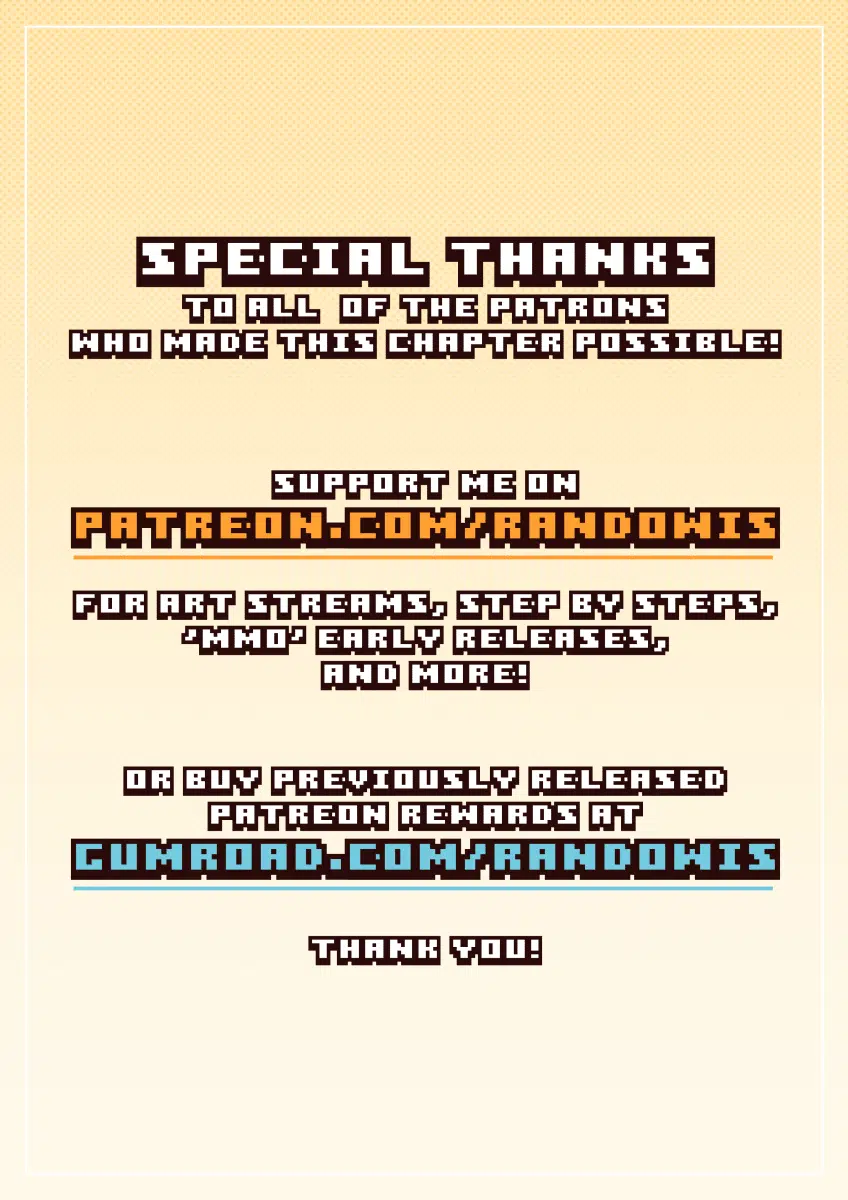 SPECIAL THANKS
TO ALL OF THE PATRONS
WHO MADE THIS CHAPTER POSSIBLE!
SUPPORT ME ON
PATREON.COM/RANDOWIS
FOR ART STREAMS, STEP BY STEPS,
'MMO' EARLY RELEASES,
AND MORE!
OR BUY PREVIOUSLY RELEASED
PATREON REWARDS AT
GUMROAD.COM/RANDOWIS
THANK YOU!